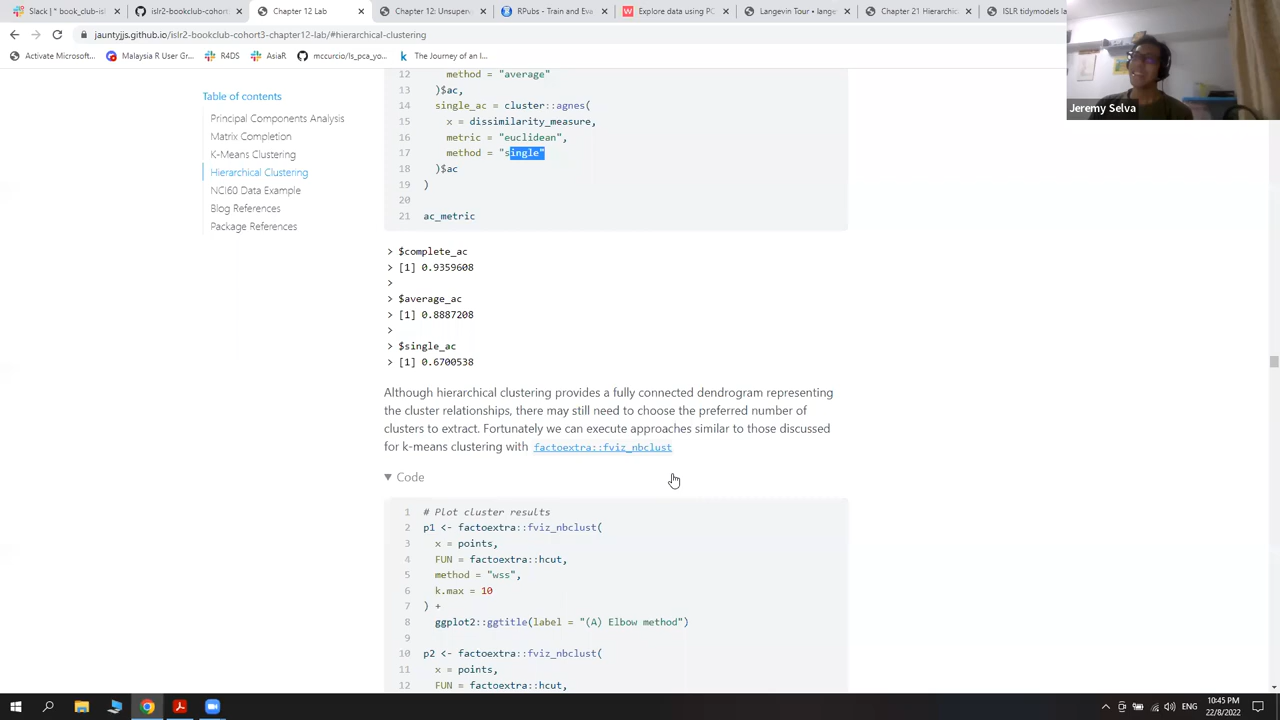 Slack | book_club-isl
islr2-bookclub-cohort
Chapter 12 Lab
Chapter 12: Unsuperv
RPubs - Train and Eve
Explore data using PC
Langevin Tour • lange
Chapter 21 Hierarchic
ISLR tidymodels la
jauntyjjs.github.io/islr2-bookclub-cohort3-chapter12-lab/#hierarchical-clustering
Activate Microsoft...
Malaysia R User Gr...
R4DS
AsiaR
mccurcio/ls_pca_yo...
The Journey of an I...
Jeremy Selva
Table of contents
Principal Components Analysis
Matrix Completion
K-Means Clustering
Hierarchical Clustering
NCI60 Data Example
Blog References
Package References
12 method = "average"
13 )$ac,
14 single_ac = cluster::agnes(
15 x = dissimilarity_measure,
16 metric = "euclidean",
17 method = "single"
18 )$ac
19 )
20
21 ac_metric
> $complete_ac
> [1] 0.9359608
>
> $average_ac
> [1] 0.8887208
>
> $single_ac
> [1] 0.6700538
Although hierarchical clustering provides a fully connected dendrogram representing
the cluster relationships, there may still need to choose the preferred number of
clusters to extract. Fortunately we can execute approaches similar to those discussed
for k-means clustering with factoextra::fviz_nbclust
▼ Code
1 # Plot cluster results
2 p1 <- factoextra::fviz_nbclust(
3 x = points,
4 FUN = factoextra::hcut,
5 method = "wss",
6 k.max = 10
7 ) +
8 ggplot2::ggtitle(label = "(A) Elbow method")
9
10 p2 <- factoextra::fviz_nbclust(
11 x = points,
12 FUN = factoextra::hcut,
ENG
10:45 PM
22/8/2022